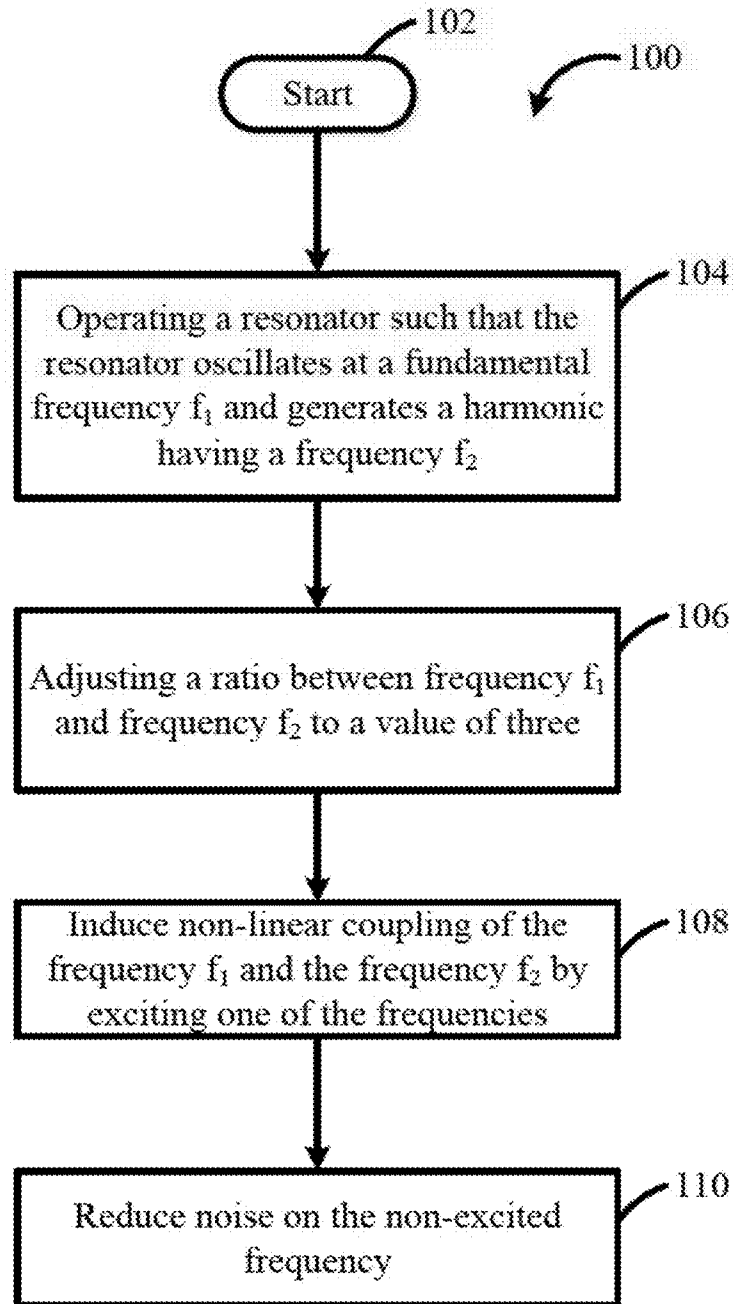 102
100
Start
104
Operating a resonator such that the
resonator oscillates at a fundamental
frequency f₁ and generates a harmonic
having a frequency f₂
106
Adjusting a ratio between frequency f₁
and frequency f₂ to a value of three
108
Induce non-linear coupling of the
frequency f₁ and the frequency f₂ by
exciting one of the frequencies
110
Reduce noise on the non-excited
frequency